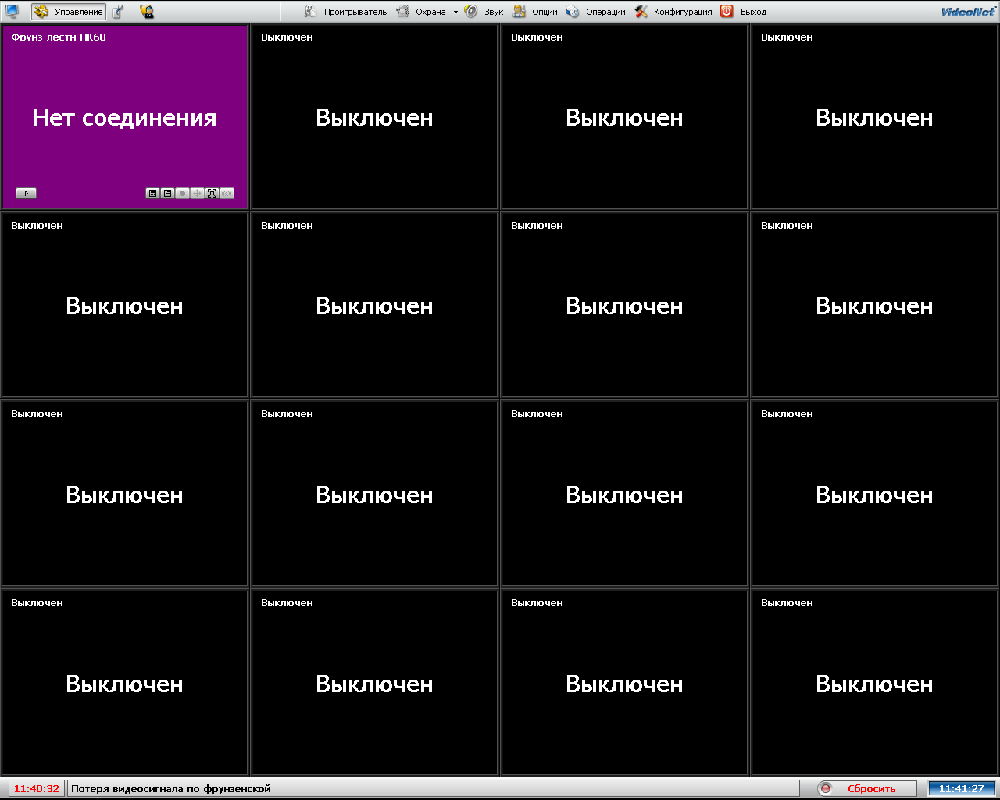 Управление Проигрыватель Охрана Звук Опции Операции Конфигурация Выход VideoNet
Фрунз лестн ПК68 Выключен Выключен Выключен
Нет соединения Выключен Выключен Выключен
Выключен Выключен Выключен Выключен
Выключен Выключен Выключен Выключен
Выключен Выключен Выключен Выключен
Выключен Выключен Выключен Выключен
Выключен Выключен Выключен Выключен
Выключен Выключен Выключен Выключен
11:40:32 Потеря видеосигнала по фрунзенской Сбросить 11:41:27